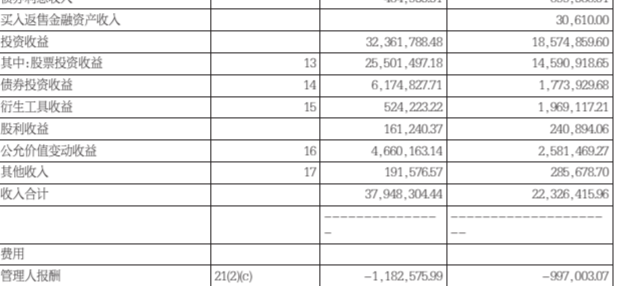 买入返售金融资产收入 30,610.00
投资收益 32,361,788.48 18,574,859.60
其中:股票投资收益 13 25,501,497.18 14,590,918.65
债券投资收益 14 6,174,827.71 1,773,929.68
衍生工具收益 15 524,223.22 1,969,117.21
股利收益 161,240.37 240,894.06
公允价值变动收益 16 4,660,163.14 2,581,469.27
其他收入 17 191,576.57 285,678.70
收入合计 37,948,304.44 22,326,415.96
费用
管理人报酬 21(2)(c) -1,182,575.99 -997,003.07